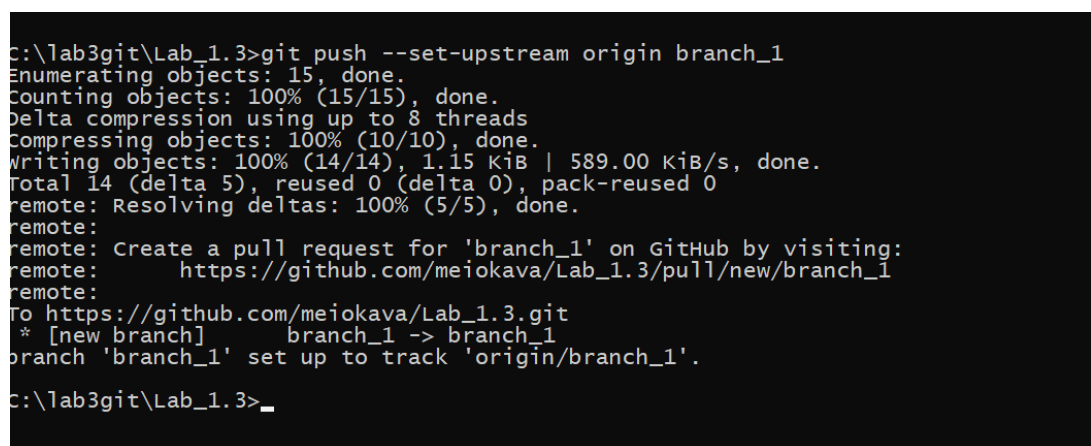 C:\lab3git\Lab_1.3>git push --set-upstream origin branch_1
Enumerating objects: 15, done.
Counting objects: 100% (15/15), done.
Delta compression using up to 8 threads
Compressing objects: 100% (10/10), done.
Writing objects: 100% (14/14), 1.15 KiB | 589.00 KiB/s, done.
Total 14 (delta 5), reused 0 (delta 0), pack-reused 0
remote: Resolving deltas: 100% (5/5), done.
remote:
remote: Create a pull request for 'branch_1' on GitHub by visiting:
remote:      https://github.com/meiokava/Lab_1.3/pull/new/branch_1
remote:
To https://github.com/meiokava/Lab_1.3.git
 * [new branch]      branch_1 -> branch_1
branch 'branch_1' set up to track 'origin/branch_1'.
C:\lab3git\Lab_1.3>